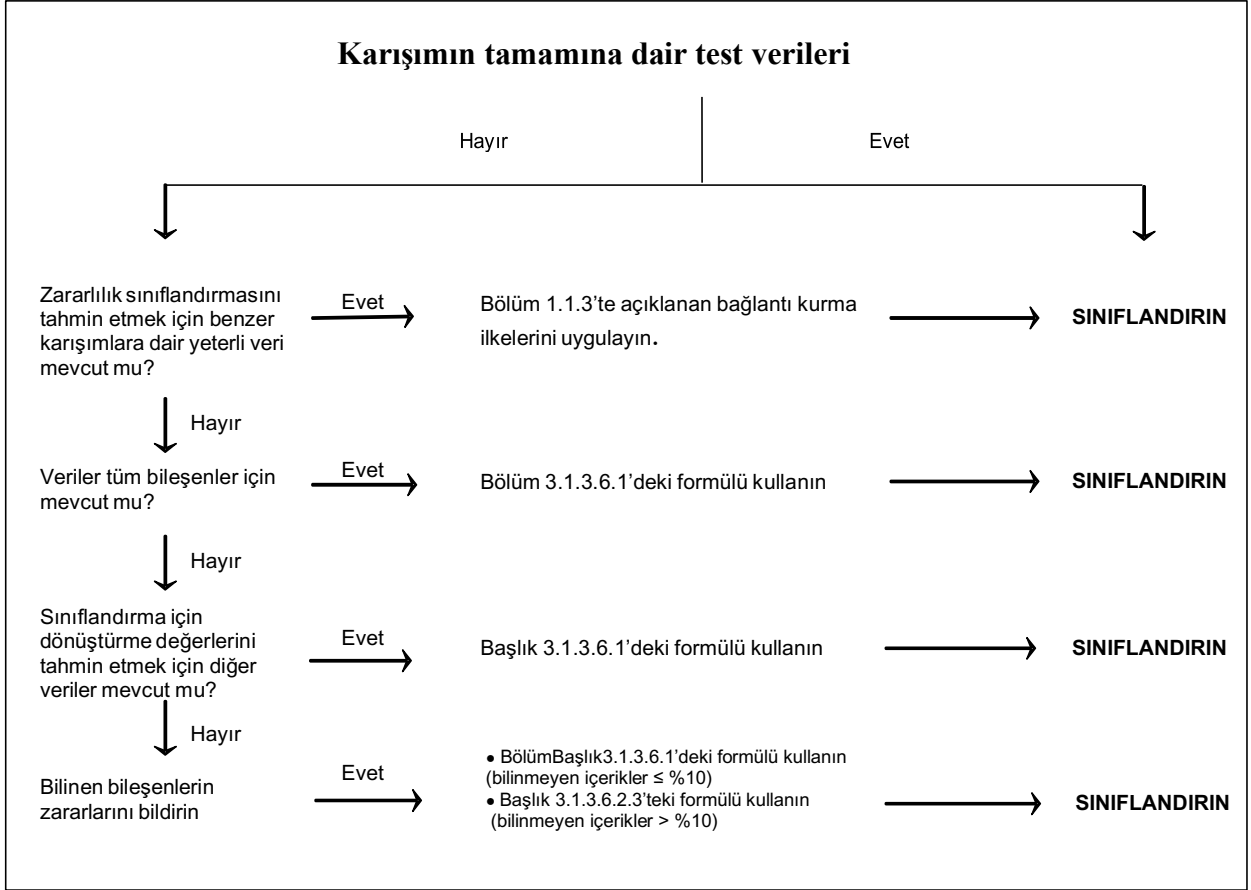 Karışımın tamamına dair test verileri
Hayır
Evet
Zararlılık sınıflandırmasını
tahmin etmek için benzer
karışımlara dair yeterli veri
mevcut mu?
Evet
Bölüm 1.1.3’te açıklanan bağlantı kurma
ilkelerini uygulayın.
SINIFLANDIRIN
Hayır
Veriler tüm bileşenler için
mevcut mu?
Evet
Bölüm 3.1.3.6.1’deki formülü kullanın
SINIFLANDIRIN
Hayır
Sınıflandırma için
dönüştürme değerlerini
tahmin etmek için diğer
veriler mevcut mu?
Evet
Başlık 3.1.3.6.1’deki formülü kullanın
SINIFLANDIRIN
Hayır
Bilinen bileşenlerin
zararlarını bildirin
Evet
● BölümBaşlık3.1.3.6.1’deki formülü kullanın
(bilinmeyen içerikler ≤ %10)
● Başlık 3.1.3.6.2.3’teki formülü kullanın
(bilinmeyen içerikler > %10)
SINIFLANDIRIN